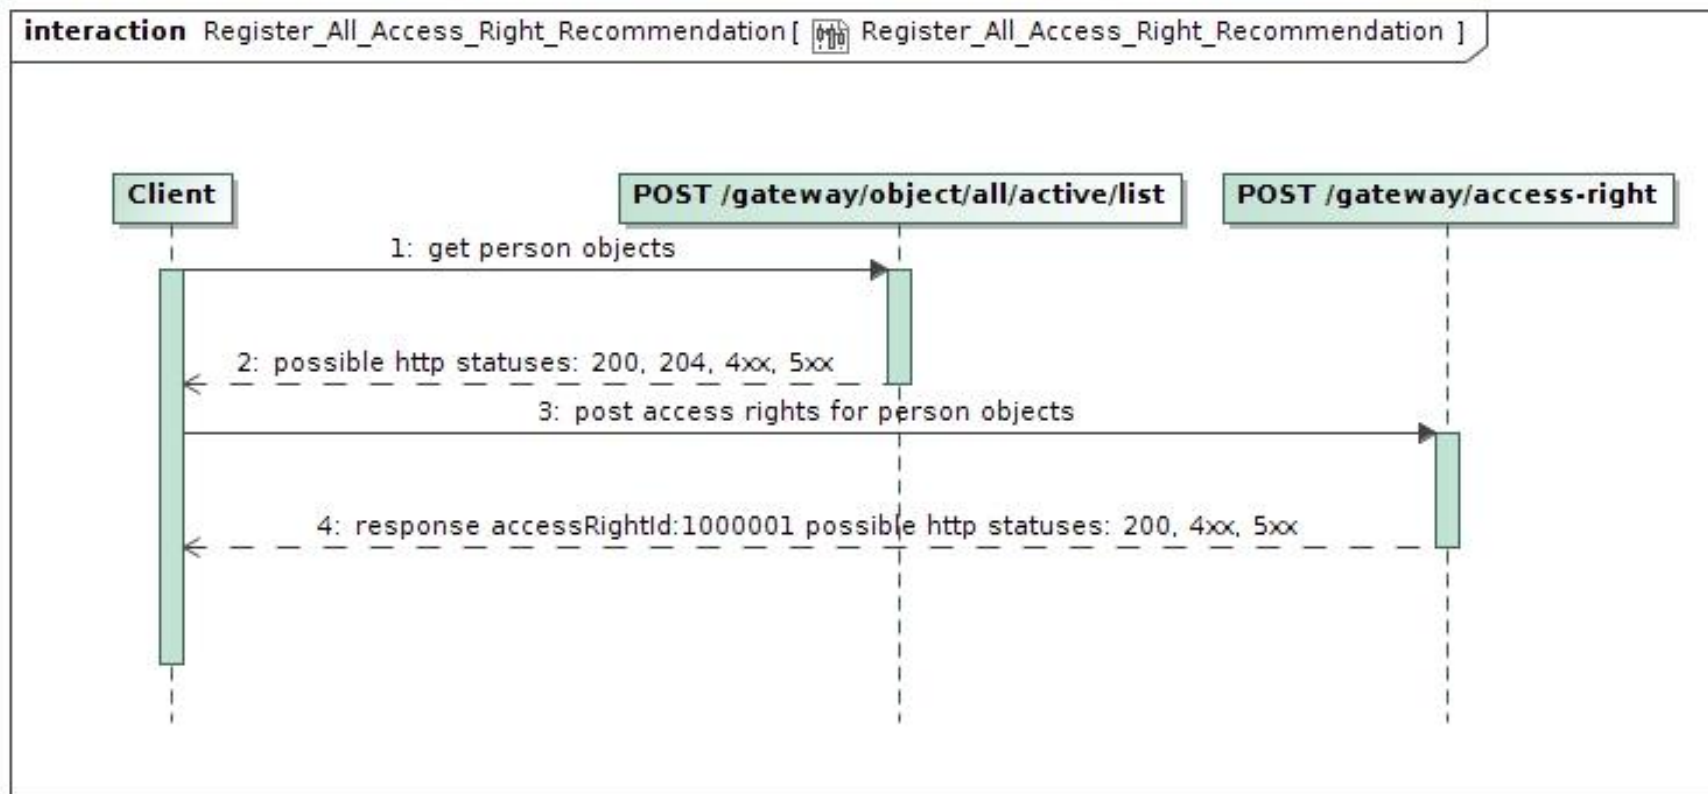 interaction Register_All_Access_Right_Recommendation[ Register_All_Access_Right_Recommendation ]
Client
POST /gateway/object/all/active/list
POST /gateway/access-right
1: get person objects
2: possible http statuses: 200, 204, 4xx, 5xx
3: post access rights for person objects
4: response accessRightId:1000001 possible http statuses: 200, 4xx, 5xx